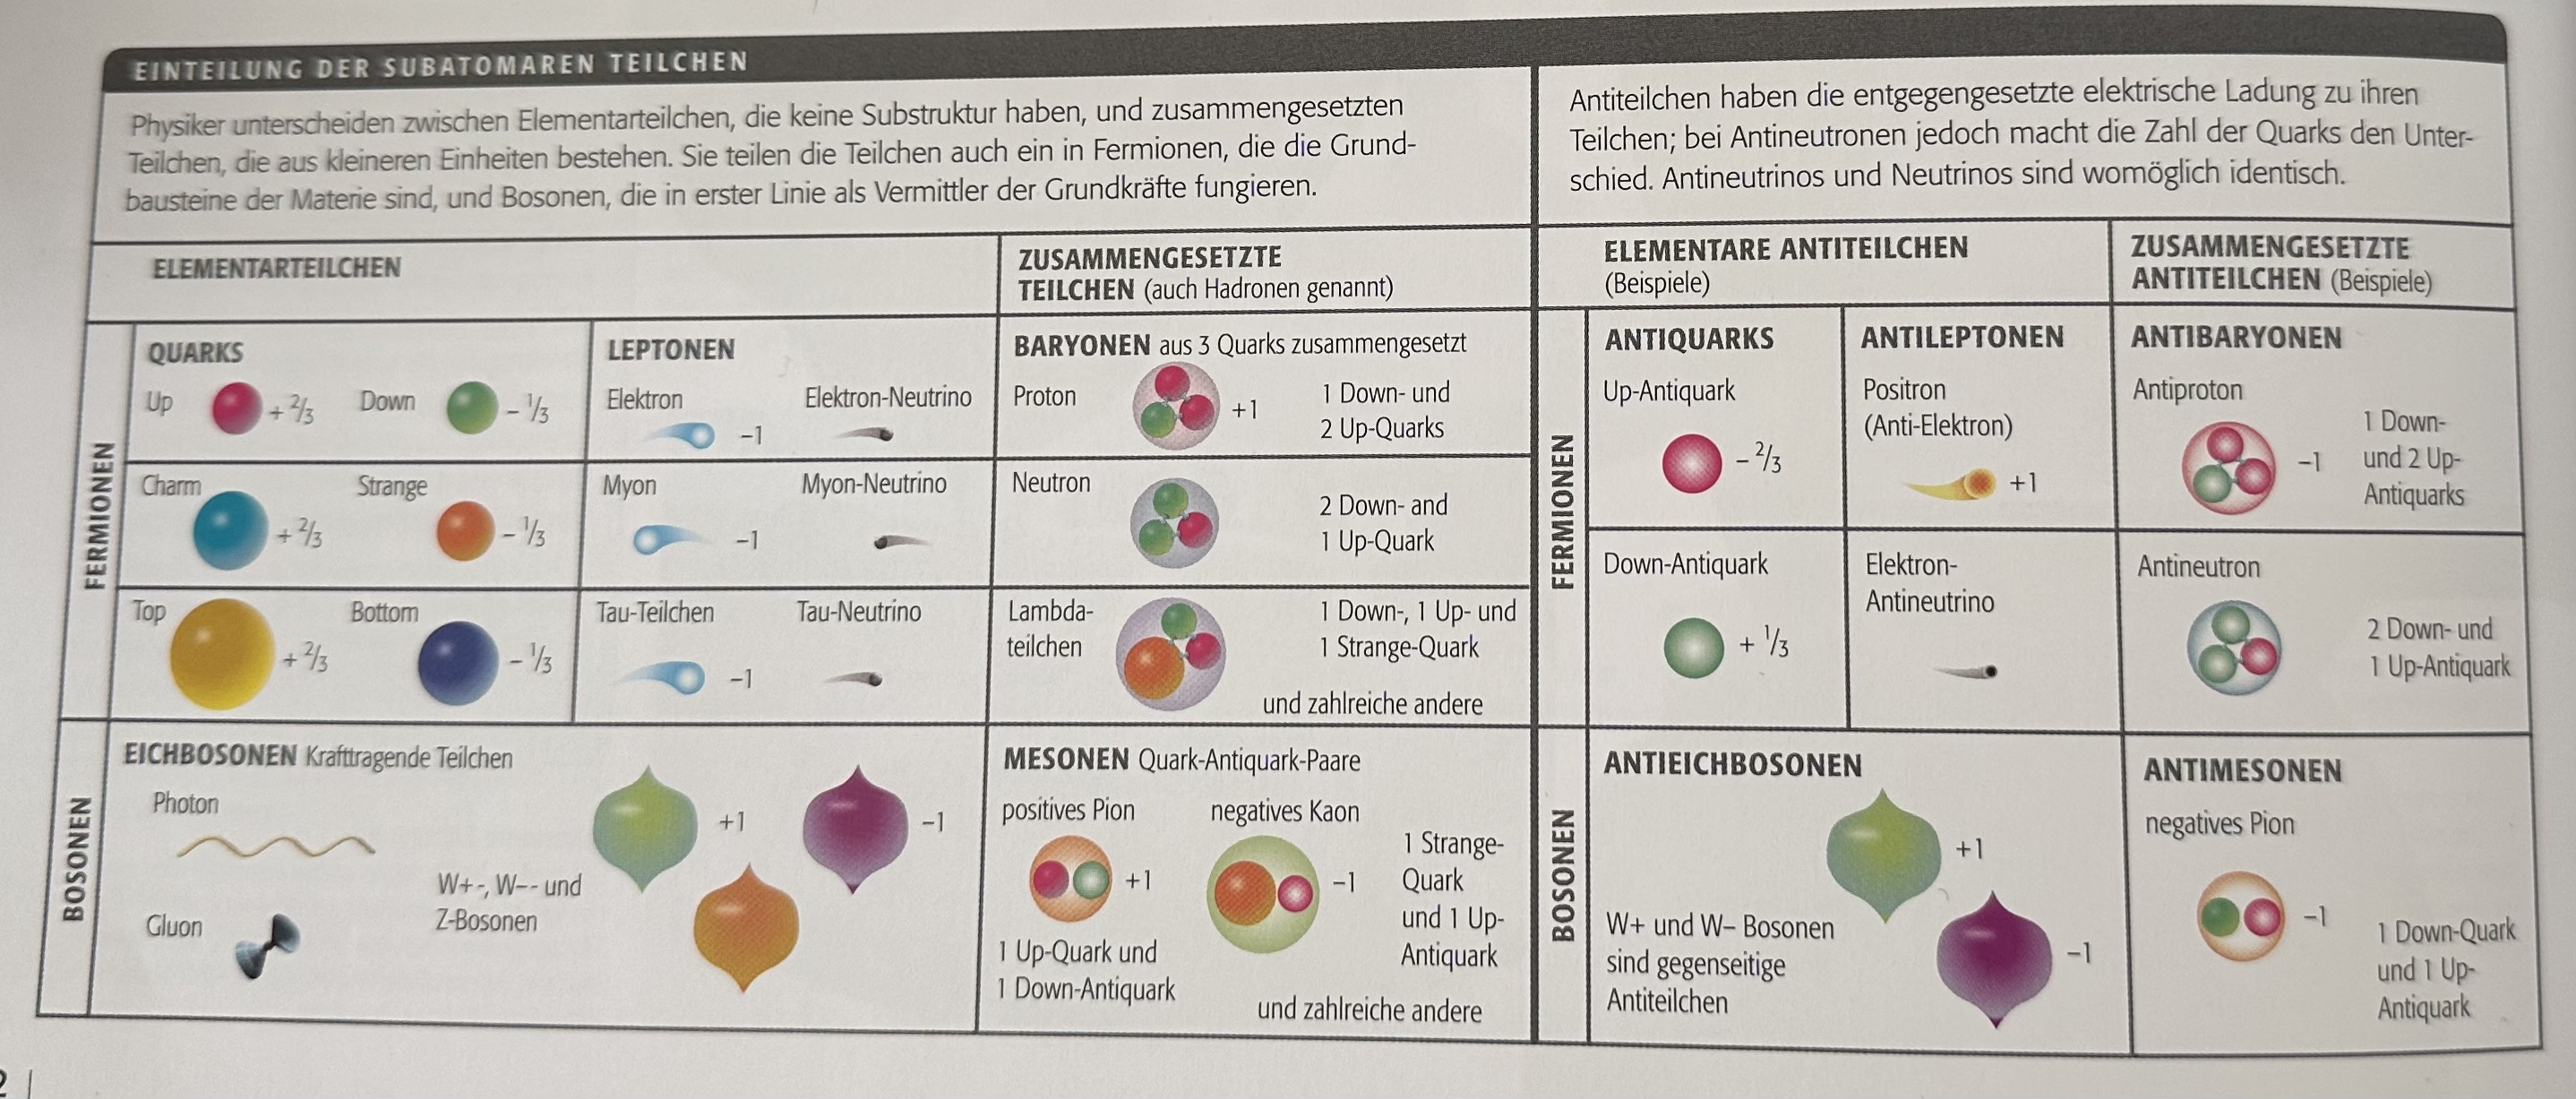 EINTEILUNG DER SUBATOMAREN TEILCHEN
Physiker unterscheiden zwischen Elementarteilchen, die keine Substruktur haben, und zusammengesetzten
Teilchen, die aus kleineren Einheiten bestehen. Sie teilen die Teilchen auch ein in Fermionen, die die Grund-
bausteine der Materie sind, und Bosonen, die in erster Linie als Vermittler der Grundkräfte fungieren.
ELEMENTARTEILCHEN
ZUSAMMENGESETZTE
TEILCHEN (auch Hadronen genannt)
FERMIONEN
QUARKS
Up + 2/3 Down – 1/3
Charm + 2/3 Strange – 1/3
Top + 2/3 Bottom – 1/3
LEPTONEN
Elektron –1 Elektron-Neutrino
Myon –1 Myon-Neutrino
Tau-Teilchen –1 Tau-Neutrino
BARYONEN aus 3 Quarks zusammengesetzt
Proton +1 1 Down- und
2 Up-Quarks
Neutron 2 Down- and
1 Up-Quark
Lambda-
teilchen
1 Down-, 1 Up- und
1 Strange-Quark
und zahlreiche andere
BOSONEN
EICHBOSONEN Krafttragende Teilchen
Photon
Gluon
W+-, W–- und
Z-Bosonen
+1 –1
MESONEN Quark-Antiquark-Paare
positives Pion
+1
1 Up-Quark und
1 Down-Antiquark
negatives Kaon
–1
1 Strange-
Quark
und 1 Up-
Antiquark
und zahlreiche andere
Antiteilchen haben die entgegengesetzte elektrische Ladung zu ihren
Teilchen; bei Antineutronen jedoch macht die Zahl der Quarks den Unter-
schied. Antineutrinos und Neutrinos sind womöglich identisch.
ELEMENTARE ANTITEILCHEN
(Beispiele)
ZUSAMMENGESETZTE
ANTITEILCHEN (Beispiele)
FERMIONEN
ANTIQUARKS
Up-Antiquark
– 2/3
Down-Antiquark
+ 1/3
ANTILEPTONEN
Positron
(Anti-Elektron)
+1
Elektron-
Antineutrino
ANTIBARYONEN
Antiproton
–1
1 Down-
und 2 Up-
Antiquarks
Antineutron
2 Down- und
1 Up-Antiquark
BOSONEN
ANTIEICHBOSONEN
+1
–1
W+ und W– Bosonen
sind gegenseitige
Antiteilchen
ANTIMESONEN
negatives Pion
–1
1 Down-Quark
und 1 Up-
Antiquark